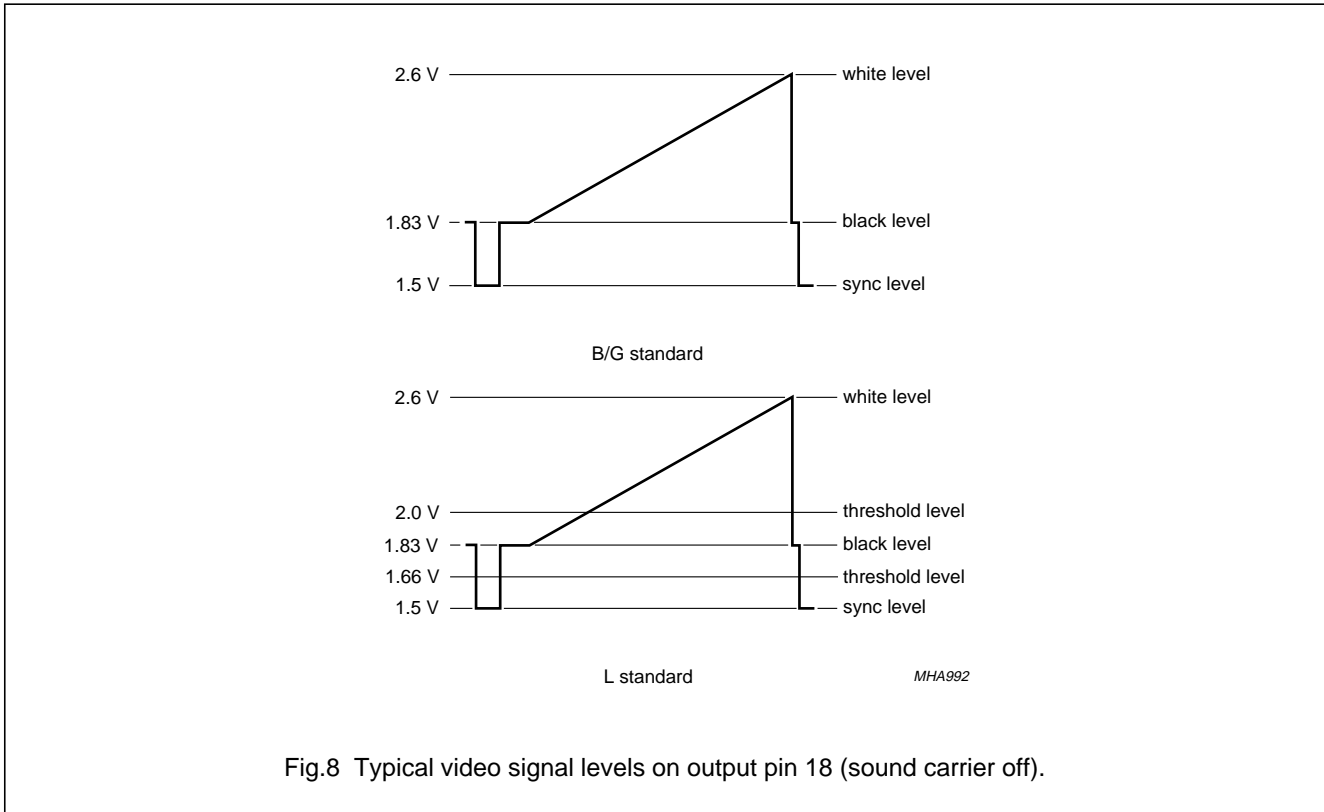 2.6 V white level
1.83 V black level
1.5 V sync level
B/G standard
2.6 V white level
2.0 V threshold level
1.83 V black level
1.66 V threshold level
1.5 V sync level
L standard MHA992
Fig.8 Typical video signal levels on output pin 18 (sound carrier off).